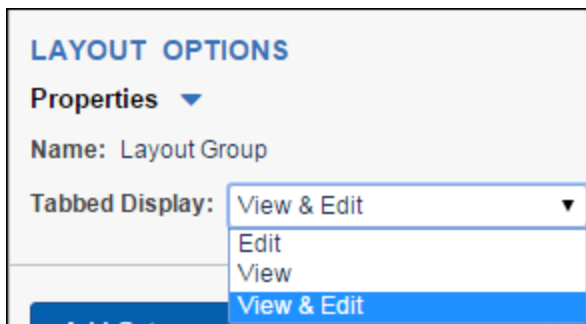 LAYOUT OPTIONS
Properties
Name: Layout Group
Tabbed Display: View & Edit
Edit
View
View & Edit